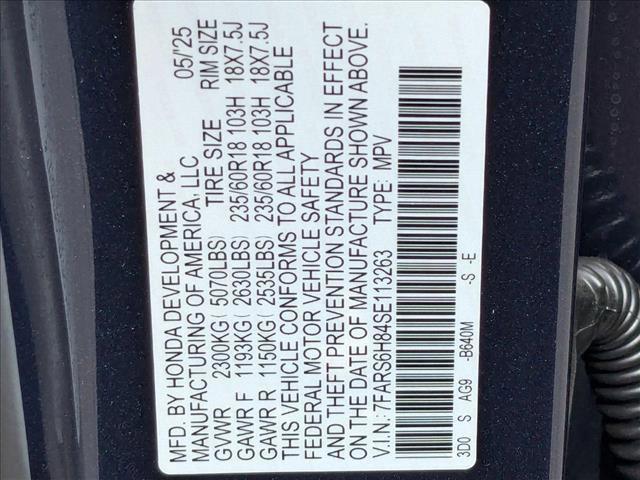 MFD. BY HONDA DEVELOPMENT & 05/'25
MANUFACTURING OF AMERICA, LLC
GVWR 2300KG ( 5070LBS) TIRE SIZE RIM SIZE
GAWR F 1193KG ( 2630LBS) 235/60R18 103H 18X7.5J
GAWR R 1150KG ( 2535LBS) 235/60R18 103H 18X7.5J
THIS VEHICLE CONFORMS TO ALL APPLICABLE
FEDERAL MOTOR VEHICLE SAFETY
AND THEFT PREVENTION STANDARDS IN EFFECT
ON THE DATE OF MANUFACTURE SHOWN ABOVE.
V.I.N.: 7FARS6H84SE113263 TYPE: MPV
3D0 S AG9 -B640M -S -E